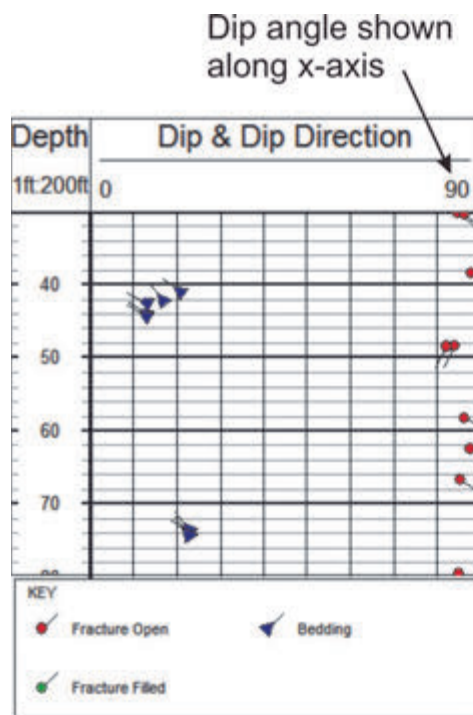 Dip angle shown
along x-axis
Depth Dip & Dip Direction
1ft:200ft 0 90
40
50
60
70
KEY
Fracture Open Bedding
Fracture Filled